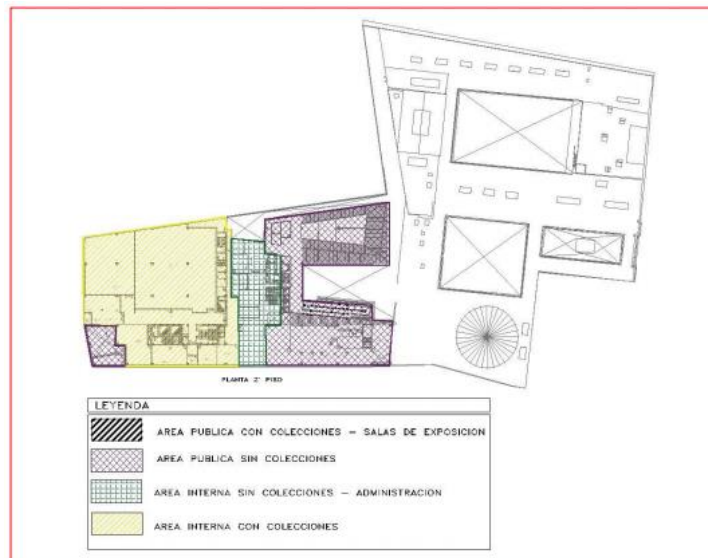 PLANTA 2° PISO
LEYENDA
AREA PUBLICA CON COLECCIONES – SALAS DE EXPOSICION
AREA PUBLICA SIN COLECCIONES
AREA INTERNA SIN COLECCIONES – ADMINISTRACION
AREA INTERNA CON COLECCIONES